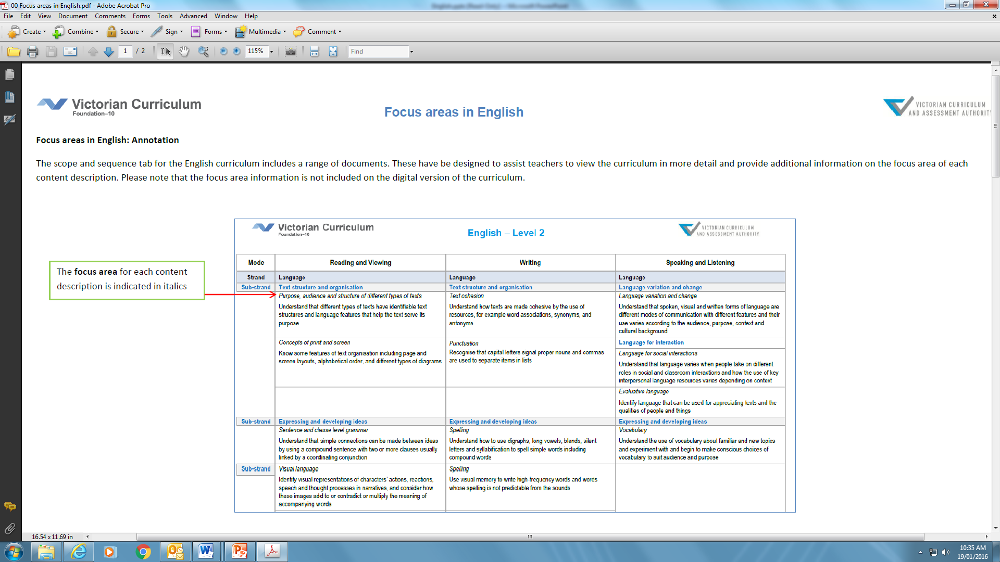 00 Focus areas in English.pdf - Adobe Acrobat Pro
File Edit View Document Comments Forms Tools Advanced Window Help
Create Combine Secure Sign Forms Multimedia Comment
1 / 2 115% Find
Victorian Curriculum
Foundation–10
Focus areas in English
VICTORIAN CURRICULUM
AND ASSESSMENT AUTHORITY
Focus areas in English: Annotation
The scope and sequence tab for the English curriculum includes a range of documents. These have be designed to assist teachers to view the curriculum in more detail and provide additional information on the focus area of each
content description. Please note that the focus area information is not included on the digital version of the curriculum.
The focus area for each content
description is indicated in italics
Victorian Curriculum
Foundation–10
English – Level 2
VICTORIAN CURRICULUM
AND ASSESSMENT AUTHORITY
Mode Reading and Viewing Writing Speaking and Listening
Strand Language Language Language
Sub-strand Text structure and organisation Text structure and organisation Language variation and change
Purpose, audience and structure of different types of texts
Understand that different types of texts have identifiable text
structures and language features that help the text serve its
purpose
Text cohesion
Understand how texts are made cohesive by the use of
resources, for example word associations, synonyms, and
antonyms
Language variation and change
Understand that spoken, visual and written forms of language are
different modes of communication with different features and their
use varies according to the audience, purpose, context and
cultural background
Concepts of print and screen
Know some features of text organisation including page and
screen layouts, alphabetical order, and different types of diagrams
Punctuation
Recognise that capital letters signal proper nouns and commas
are used to separate items in lists
Language for interaction
Language for social interactions
Understand that language varies when people take on different
roles in social and classroom interactions and how the use of key
interpersonal language resources varies depending on context
Evaluative language
Identify language that can be used for appreciating texts and the
qualities of people and things
Sub-strand Expressing and developing ideas Expressing and developing ideas Expressing and developing ideas
Sentence and clause level grammar
Understand that simple connections can be made between ideas
by using a compound sentence with two or more clauses usually
linked by a coordinating conjunction
Spelling
Understand how to use digraphs, long vowels, blends, silent
letters and syllabification to spell simple words including
compound words
Vocabulary
Understand the use of vocabulary about familiar and new topics
and experiment with and begin to make conscious choices of
vocabulary to suit audience and purpose
Sub-strand Visual language
Identify visual representations of characters' actions, reactions,
speech and thought processes in narratives, and consider how
these images add to or contradict or multiply the meaning of
accompanying words
Spelling
Use visual memory to write high-frequency words and words
whose spelling is not predictable from the sounds
16.54 x 11.69 in
10:35 AM
19/01/2016